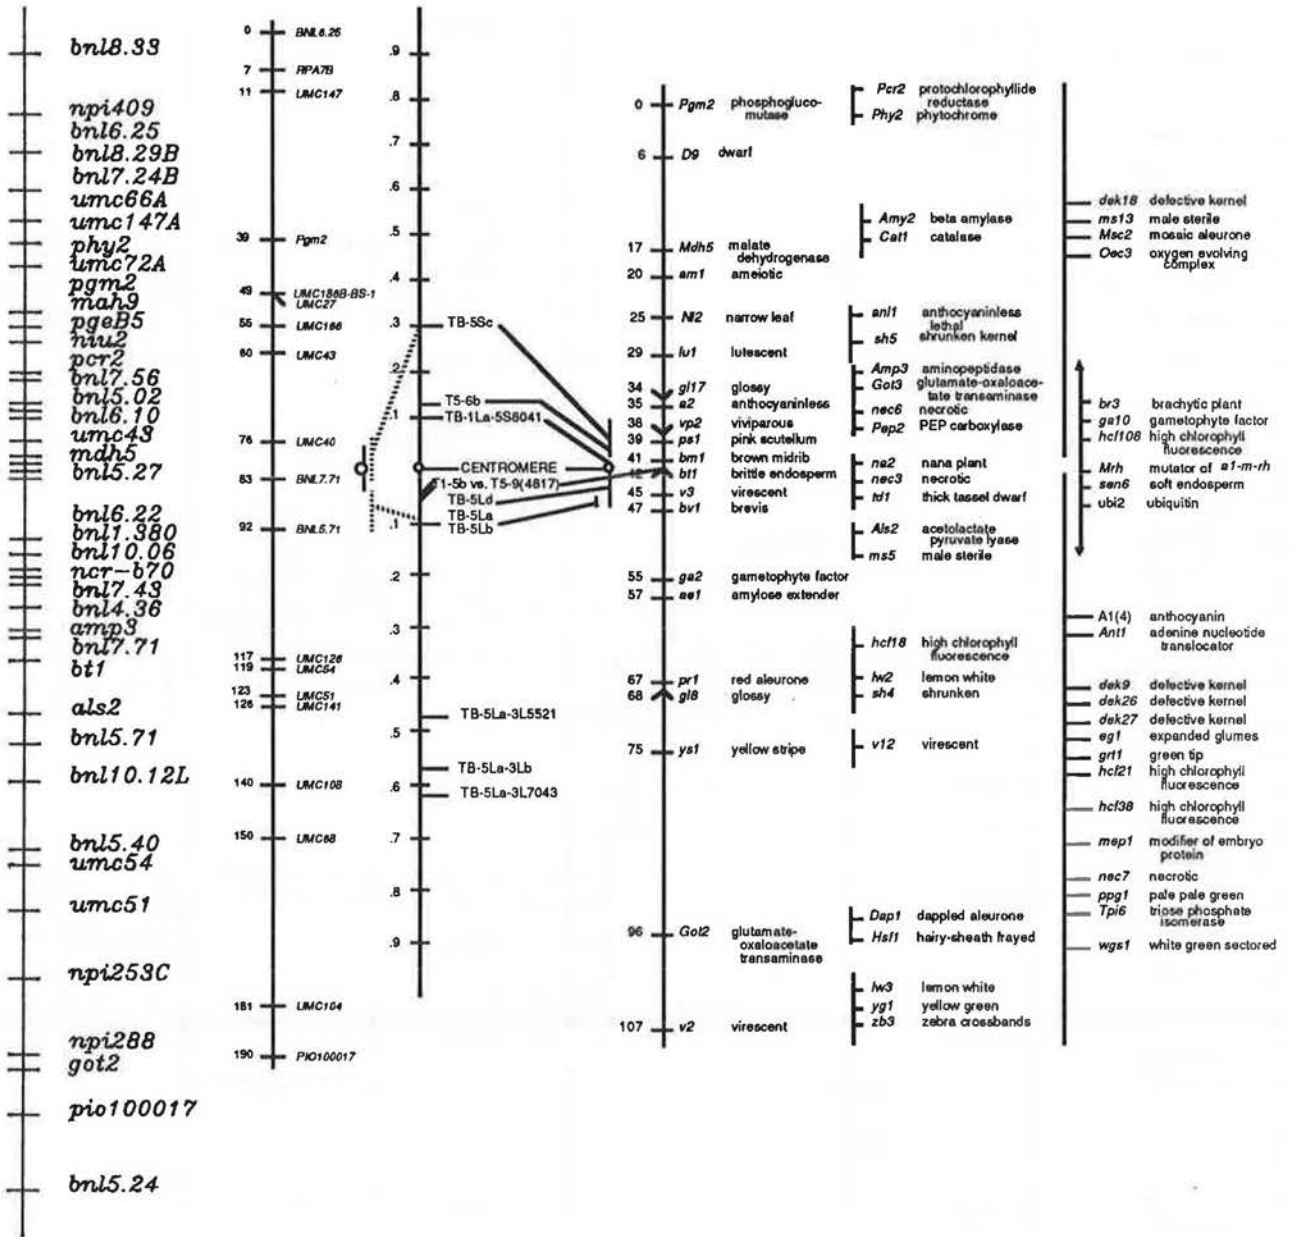 bnl8.33
npi409
bnl6.25
bnl8.29B
bnl7.24B
umc66A
umc147A
phy2
umc72A
pgm2
mah9
pgeB5
niu2
pcr2
bnl7.56
bnl5.02
bnl6.10
umc43
mdh5
bnl5.27
bnl6.22
bnl1.380
bnl10.06
ncr-b70
bnl7.43
bnl4.36
amp3
bnl7.71
bt1
als2
bnl5.71
bnl10.12L
bnl5.40
umc54
umc51
npi253C
npi288
got2
pio100017
bnl5.24
0 BNL6.25
7 RPA7B
11 UMC147
39 Pgm2
49 UMC186B-BS-1
UMC27
55 UMC166
60 UMC43
76 UMC40
83 BNL7.71
92 BNL5.71
117 UMC126
119 UMC54
123 UMC51
126 UMC141
140 UMC108
150 UMC68
181 UMC104
190 PIO100017
.9
.8
.7
.6
.5
.4
.3 TB-5Sc
.2
T5-6b
.1 TB-1La-5S8041
CENTROMERE
T1-5b vs. T5-9(4817)
TB-5Ld
TB-5La
.1 TB-5Lb
.2
.3
.4
TB-5La-3L5521
.5
TB-5La-3Lb
.6
TB-5La-3L7043
.7
.8
.9
0 Pgm2 phosphogluco-
mutase
6 D9 dwarf
17 Mdh5 malate
dehydrogenase
20 am1 ameiotic
25 Nl2 narrow leaf
29 lu1 lutescent
34 gl17 glossy
35 a2 anthocyaninless
38 vp2 viviparous
39 ps1 pink scutellum
41 bm1 brown midrib
42 bt1 brittle endosperm
45 v3 virescent
47 bv1 brevis
55 ga2 gametophyte factor
57 ae1 amylose extender
67 pr1 red aleurone
68 gl8 glossy
75 ys1 yellow stripe
96 Got2 glutamate-
oxaloacetate
transaminase
107 v2 virescent
Pcr2 protochlorophyllide
reductase
Phy2 phytochrome
Amy2 beta amylase
Cat1 catalase
anl1 anthocyaninless
lethal
sh5 shrunken kernel
Amp3 aminopeptidase
Got3 glutamate-oxaloace-
tate transaminase
nec6 necrotic
Pep2 PEP carboxylase
na2 nana plant
nec3 necrotic
td1 thick tassel dwarf
Als2 acetolactate
pyruvate lyase
ms5 male sterile
hcf18 high chlorophyll
fluorescence
lw2 lemon white
sh4 shrunken
v12 virescent
Dap1 dappled aleurone
Hsf1 hairy-sheath frayed
lw3 lemon white
yg1 yellow green
zb3 zebra crossbands
dek18 defective kernel
ms13 male sterile
Msc2 mosaic aleurone
Oec3 oxygen evolving
complex
br3 brachytic plant
ga10 gametophyte factor
hcf108 high chlorophyll
fluorescence
Mrh mutator of a1-m-rh
sen6 soft endosperm
ubi2 ubiquitin
A1(4) anthocyanin
Ant1 adenine nucleotide
translocator
dek9 defective kernel
dek26 defective kernel
dek27 defective kernel
eg1 expanded glumes
grt1 green tip
hcf21 high chlorophyll
fluorescence
hcf38 high chlorophyll
fluorescence
mep1 modifier of embryo
protein
nec7 necrotic
ppg1 pale pale green
Tpi6 triose phosphate
isomerase
wgs1 white green sectored